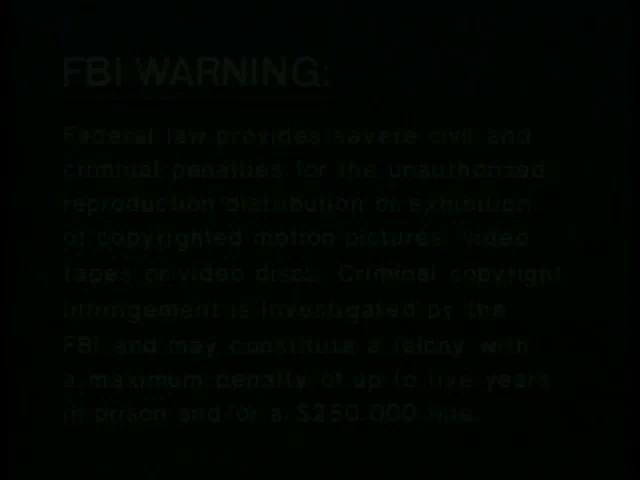 FBI WARNING:
Federal law provides severe civil and
criminal penalties for the unauthorized
reproduction distribution or exhibition
of copyrighted motion pictures, video
tapes or video discs. Criminal copyright
infringement is investigated by the
FBI and may constitute a felony with
a maximum penalty of up to five years
in prison and/or a $250,000 fine.